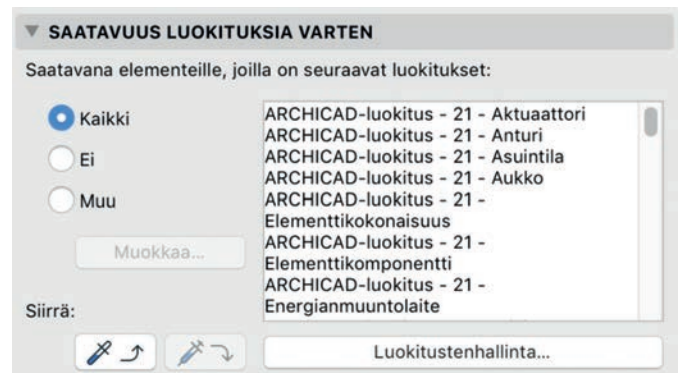 SAATAVUUS LUOKITUKSIA VARTEN
Saatavana elementeille, joilla on seuraavat luokitukset:
Kaikki
Ei
Muu
Muokkaa...
ARCHICAD-luokitus - 21 - Aktuaattori
ARCHICAD-luokitus - 21 - Anturi
ARCHICAD-luokitus - 21 - Asuintila
ARCHICAD-luokitus - 21 - Aukko
ARCHICAD-luokitus - 21 -
Elementtikokonaisuus
ARCHICAD-luokitus - 21 -
Elementtikomponentti
ARCHICAD-luokitus - 21 -
Energianmuuntolaite
Siirrä:
Luokitustenhallinta...